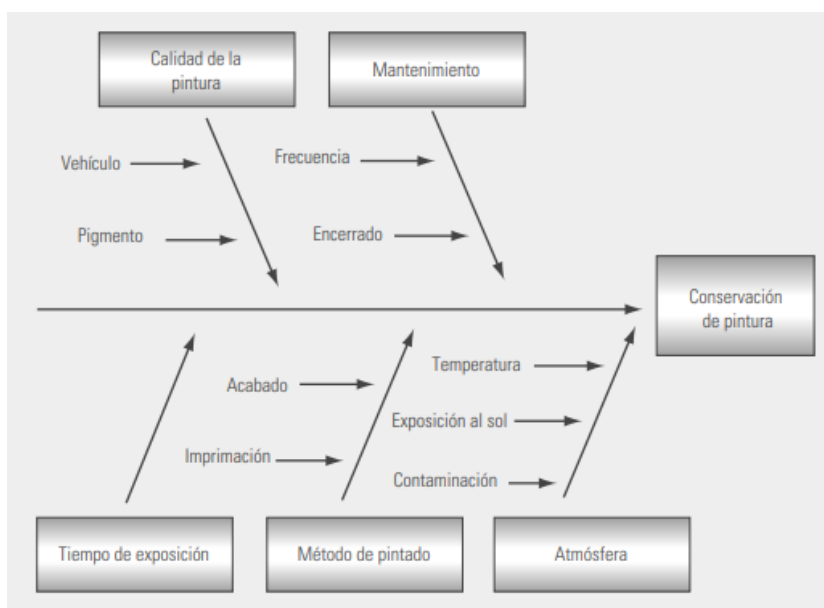 Calidad de la
pintura
Mantenimiento
Vehículo
Frecuencia
Pigmento
Encerrado
Conservación
de pintura
Temperatura
Acabado
Exposición al sol
Imprimación
Contaminación
Tiempo de exposición
Método de pintado
Atmósfera